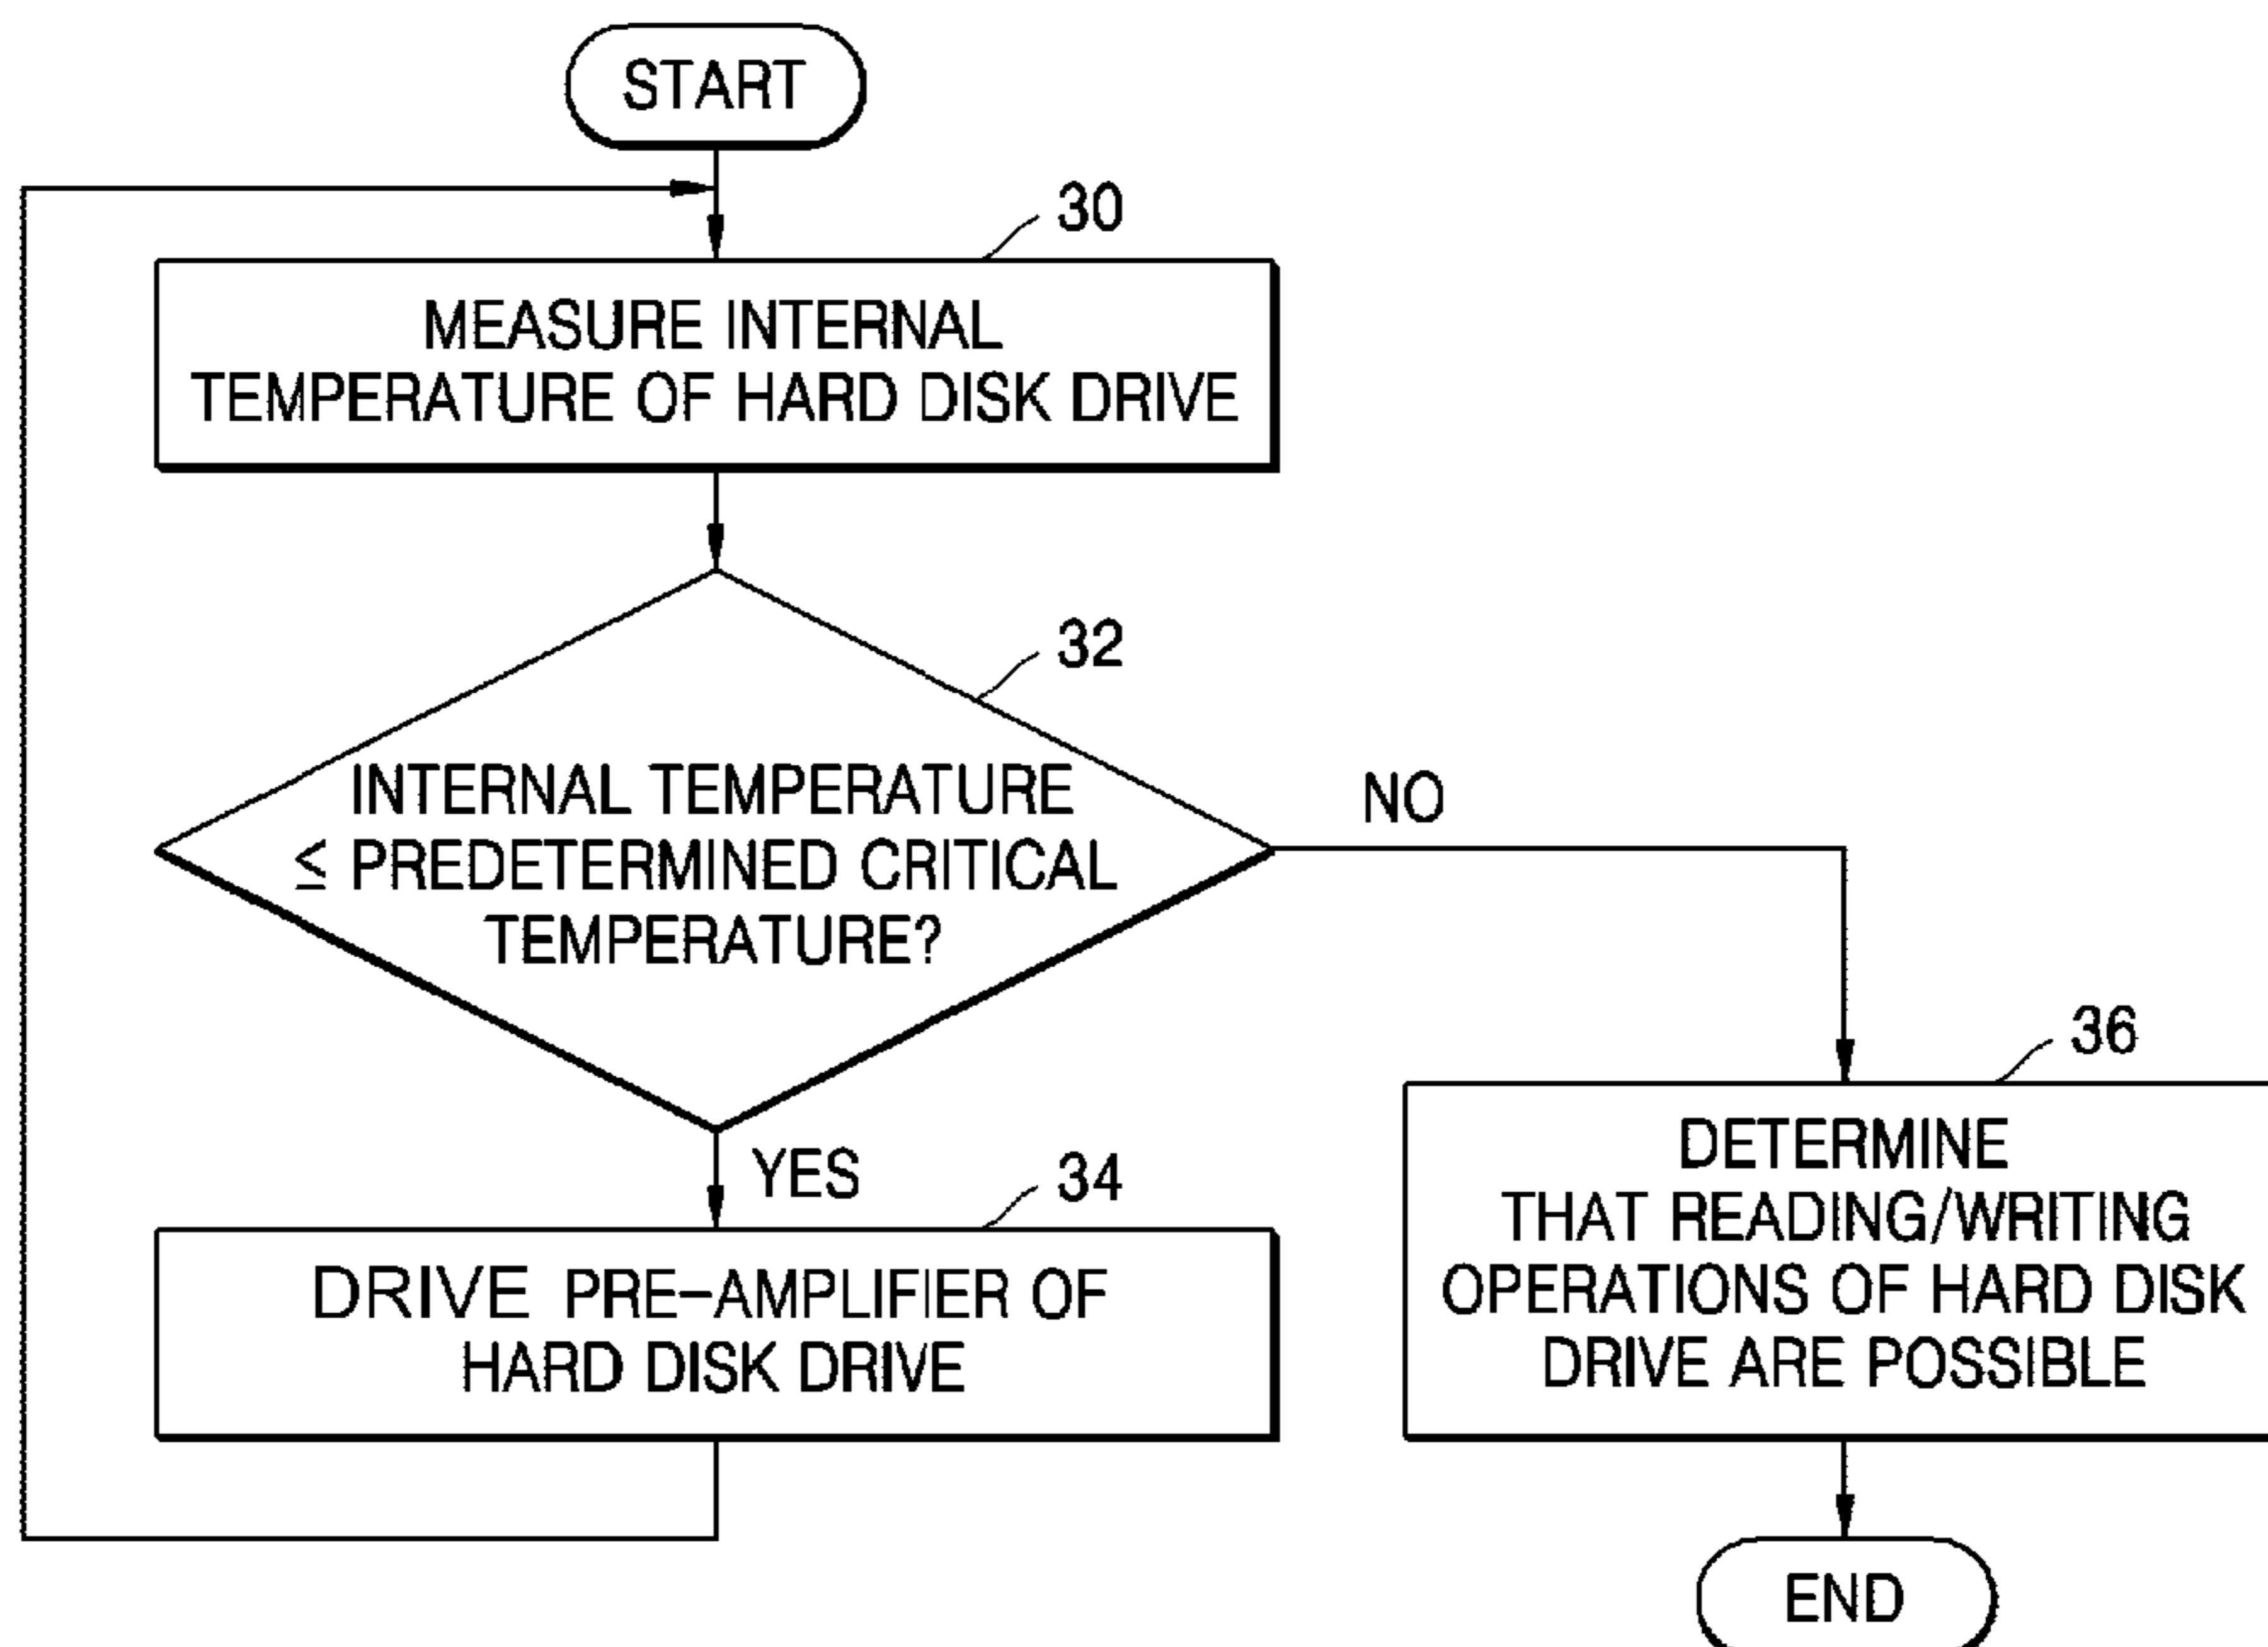 START
30
MEASURE INTERNAL
TEMPERATURE OF HARD DISK DRIVE
32
INTERNAL TEMPERATURE
≤ PREDETERMINED CRITICAL
TEMPERATURE?
NO
YES
34
DRIVE PRE-AMPLIFIER OF
HARD DISK DRIVE
36
DETERMINE
THAT READING/WRITING
OPERATIONS OF HARD DISK
DRIVE ARE POSSIBLE
END